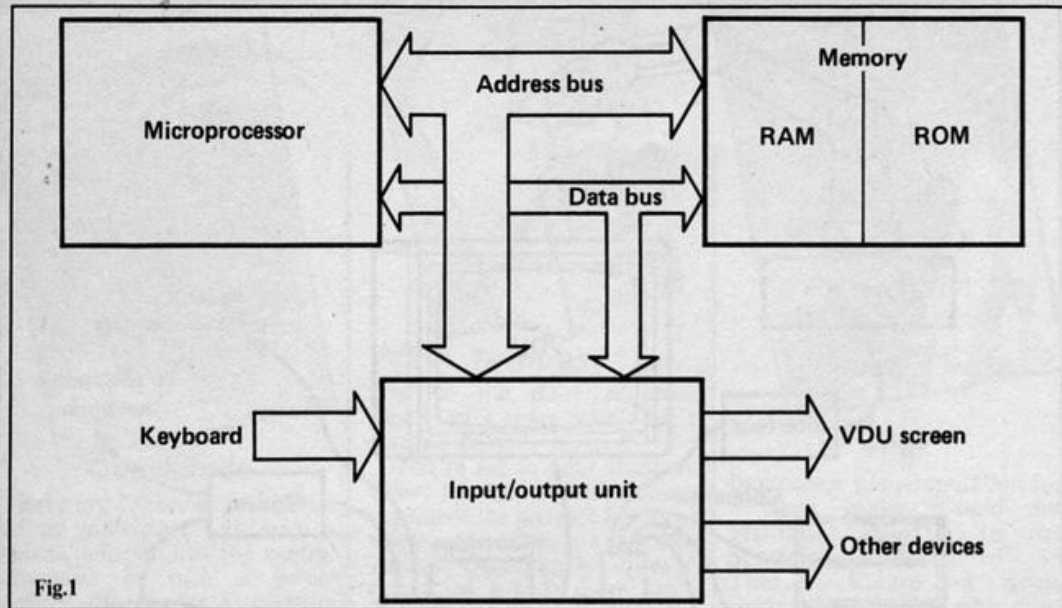 Microprocessor
Address bus
Data bus
Memory
RAM
ROM
Keyboard
Input/output unit
VDU screen
Other devices
Fig.1